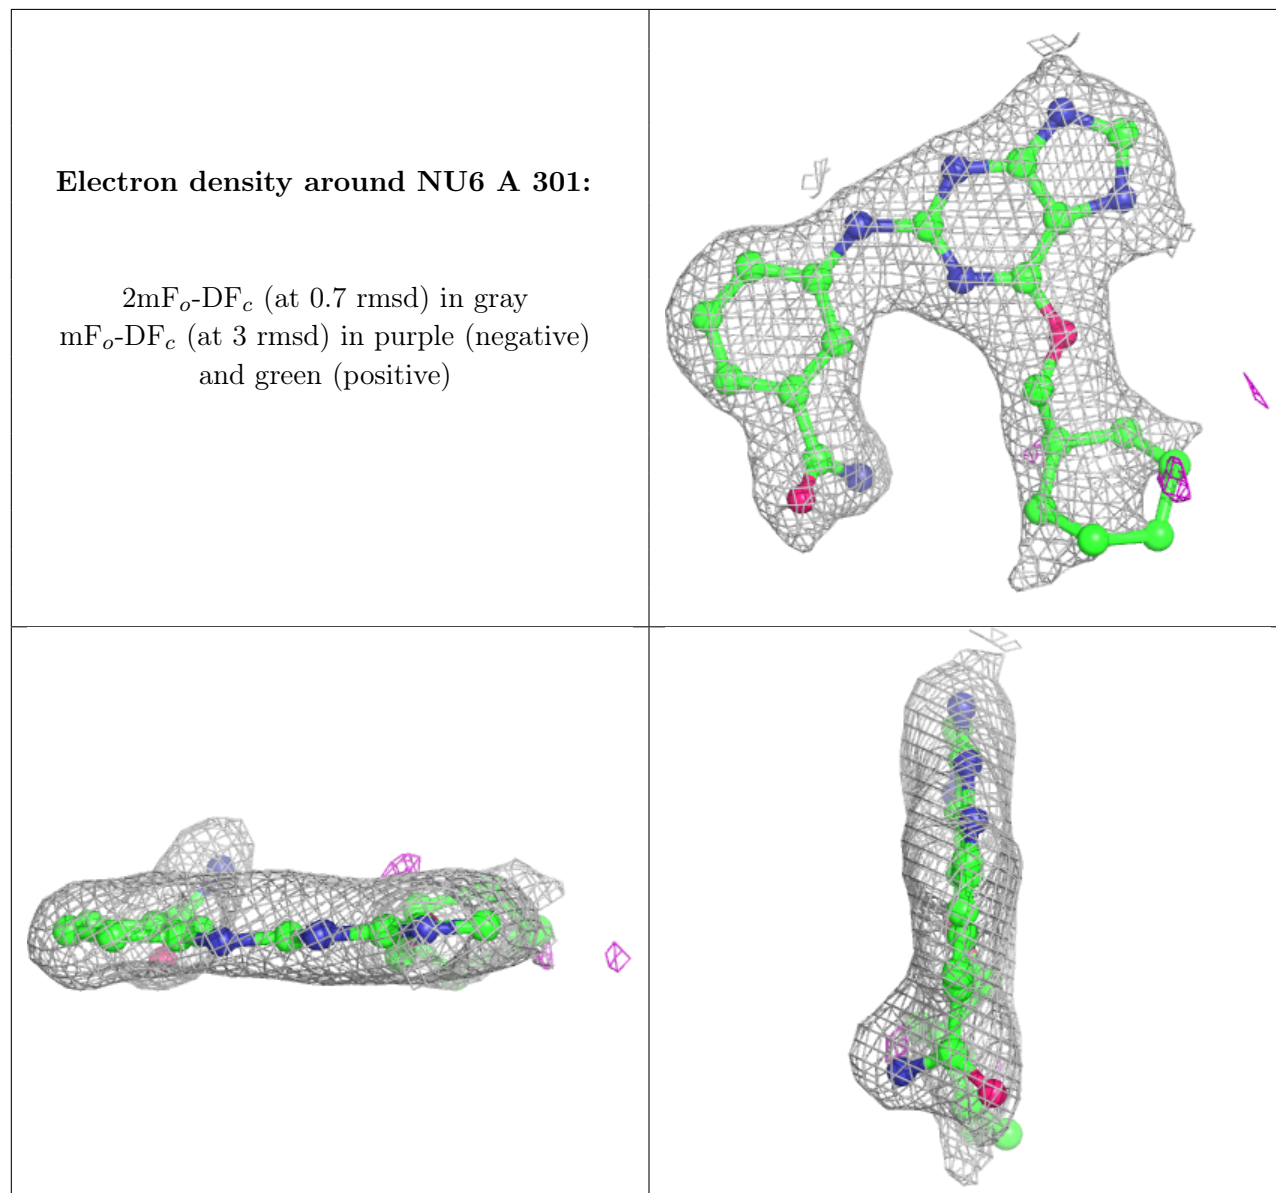 Electron density around NU6 A 301:
2mFₒ-DF𝒸 (at 0.7 rmsd) in gray
mFₒ-DF𝒸 (at 3 rmsd) in purple (negative)
and green (positive)